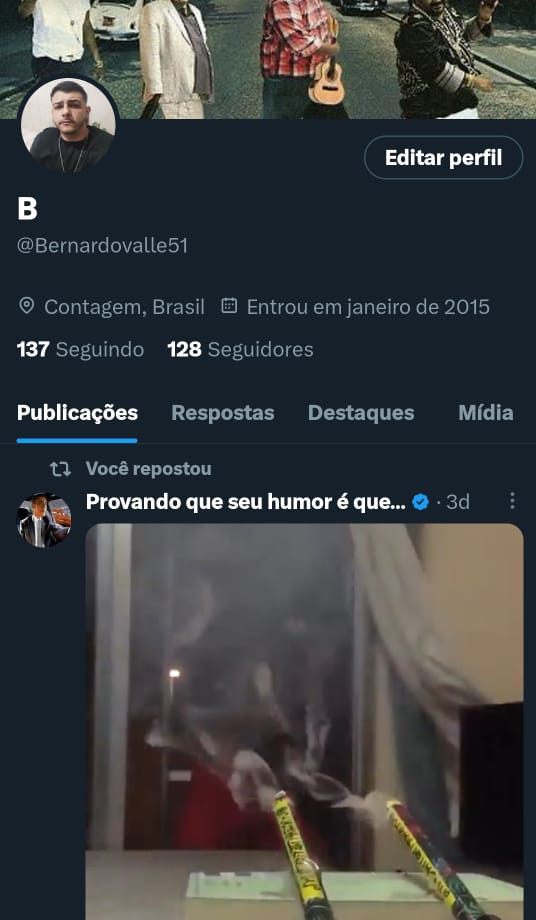 Editar perfil
B
@Bernardovalle51
Contagem, Brasil Entrou em janeiro de 2015
137 Seguindo 128 Seguidores
Publicações Respostas Destaques Mídia
Você repostou
Provando que seu humor é que... · 3d